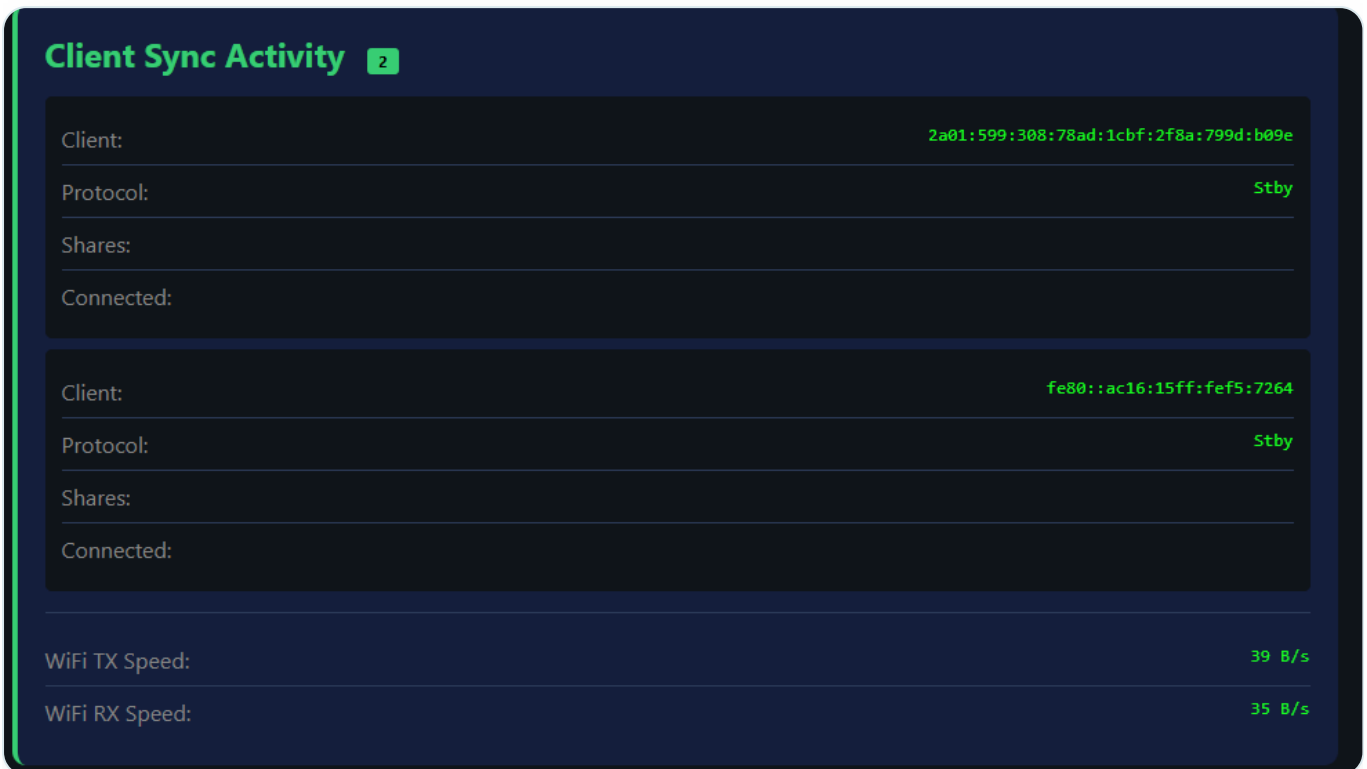 Client Sync Activity 2
Client: 2a01:599:308:78ad:1cbf:2f8a:799d:b09e
Protocol: Stby
Shares:
Connected:
Client: fe80::ac16:15ff:fef5:7264
Protocol: Stby
Shares:
Connected:
WiFi TX Speed: 39 B/s
WiFi RX Speed: 35 B/s